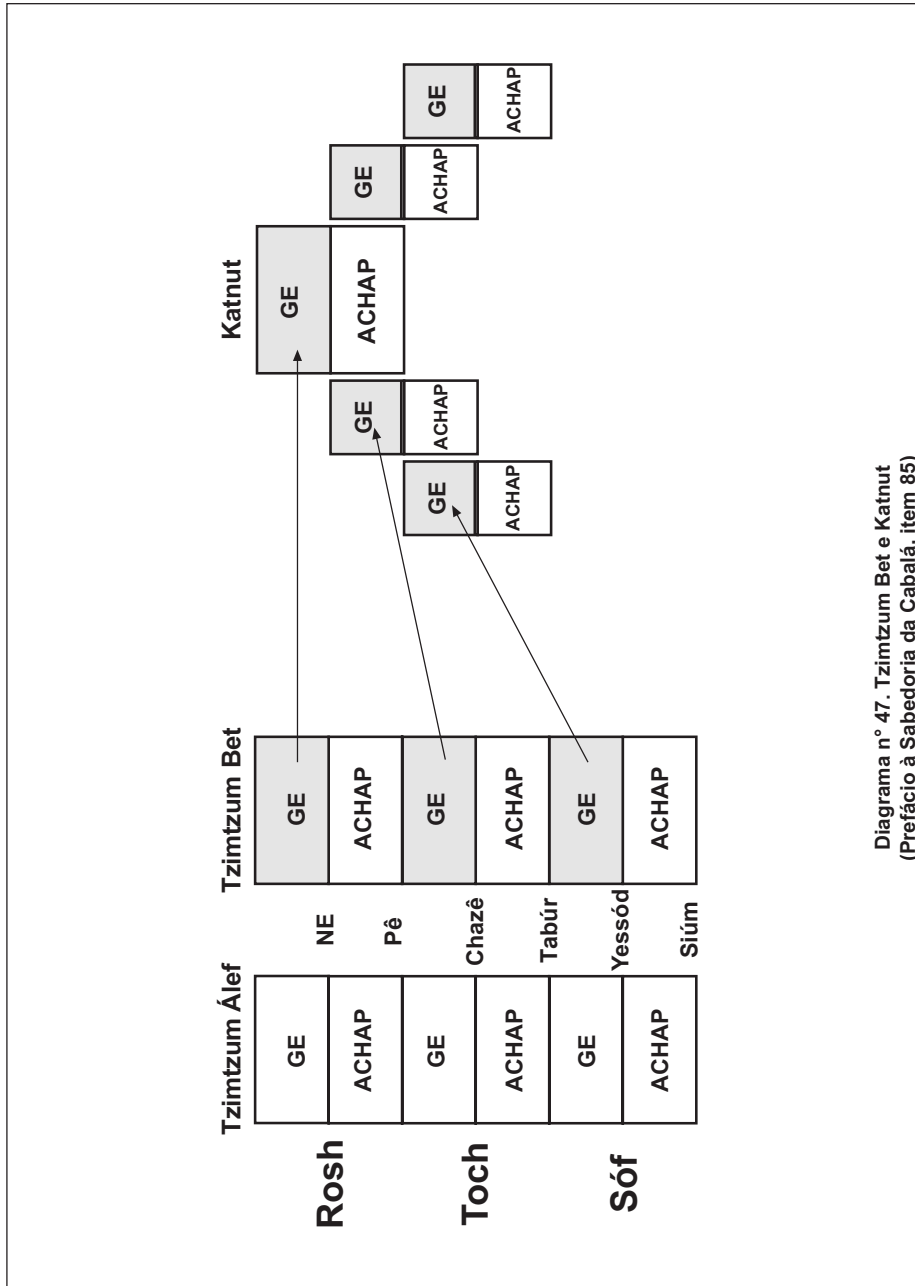 Tzimtzum Álef
Tzimtzum Bet
Katnut
Rosh
Toch
Sóf
GE
ACHAP
GE
ACHAP
GE
ACHAP
NE
Pê
Chazê
Tabúr
Yessód
Siúm
GE
ACHAP
GE
ACHAP
GE
ACHAP
GE
ACHAP
GE
ACHAP
GE
ACHAP
GE
ACHAP
GE
ACHAP
Diagrama n° 47. Tzimtzum Bet e Katnut
(Prefácio à Sabedoria da Cabalá, item 85)